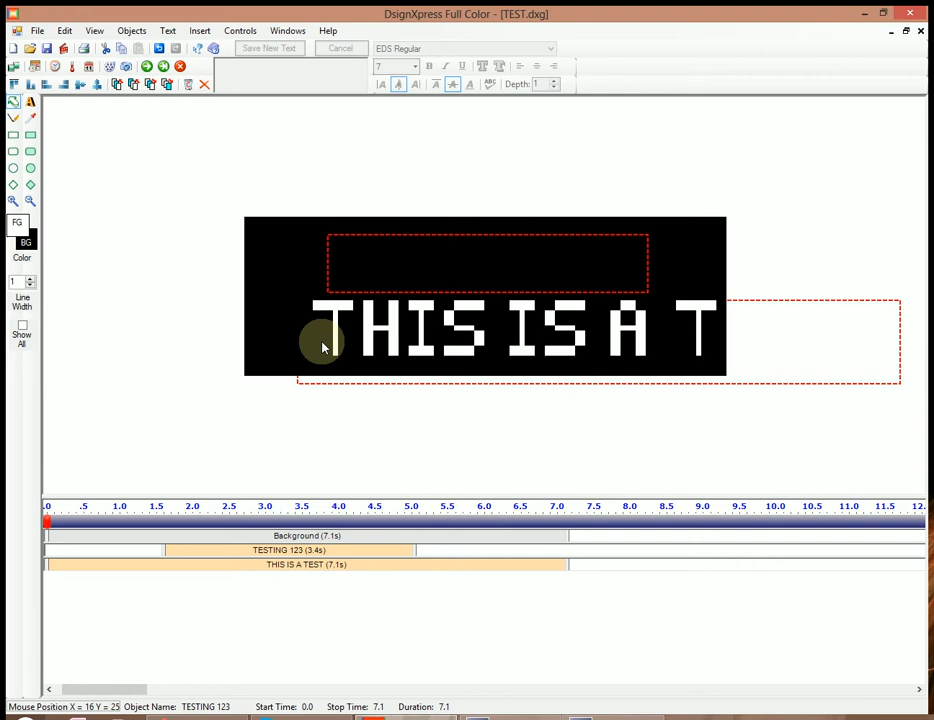 DsignXpress Full Color - [TEST.dxg]
File Edit View Objects Text Insert Controls Windows Help
Save New Text Cancel EDS Regular
7 B I U
A A A A A A ABC Depth: 1
A
FG
BG
Color
1
Line
Width
Show
All
THIS IS A T
.0 .5 1.0 1.5 2.0 2.5 3.0 3.5 4.0 4.5 5.0 5.5 6.0 6.5 7.0 7.5 8.0 8.5 9.0 9.5 10.0 10.5 11.0 11.5 12.
Background (7.1s)
TESTING 123 (3.4s)
THIS IS A TEST (7.1s)
Mouse Position X = 16 Y = 25 Object Name: TESTING 123 Start Time: 0.0 Stop Time: 7.1 Duration: 7.1